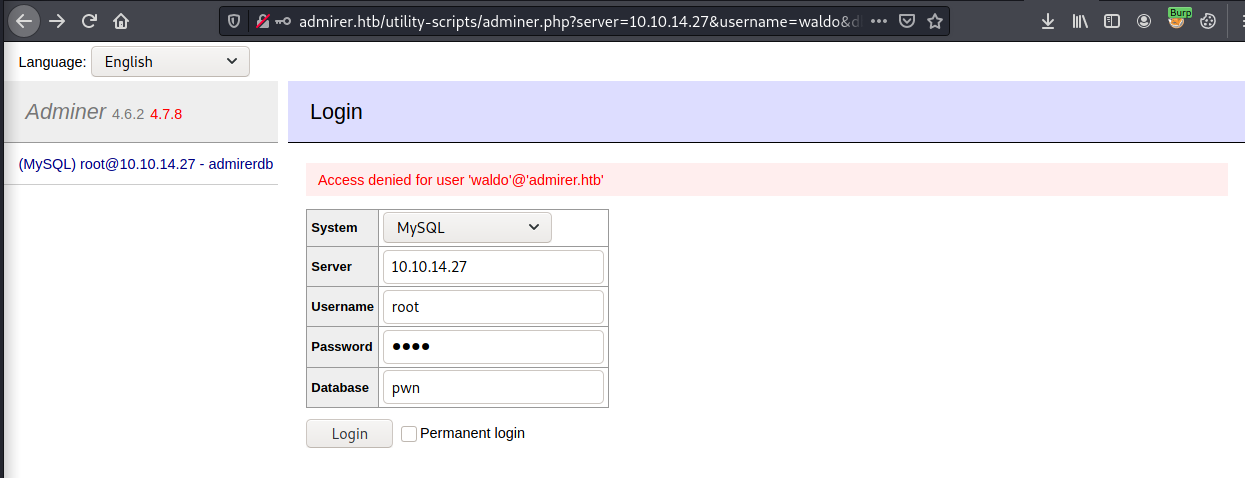 admirer.htb/utility-scripts/adminer.php?server=10.10.14.27&username=waldo&d
Burp
Language: English
Adminer 4.6.2 4.7.8
Login
(MySQL) root@10.10.14.27 - admirerdb
Access denied for user 'waldo'@'admirer.htb'
System MySQL
Server 10.10.14.27
Username root
Password ●●●●
Database pwn
Login Permanent login